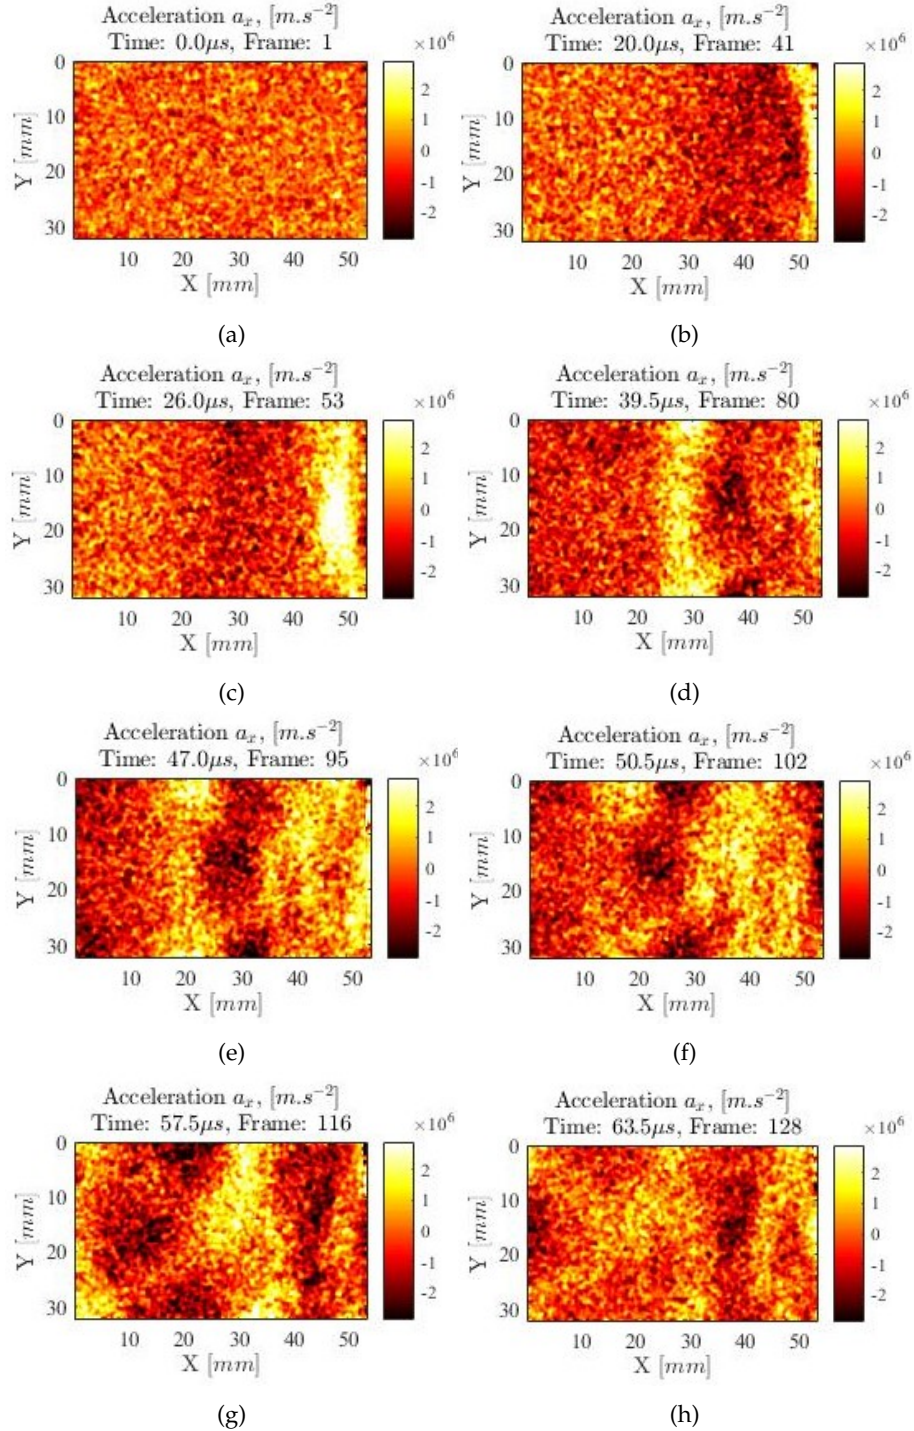 Acceleration a_x, [m.s^{-2}]
Time: 0.0μs, Frame: 1
×10^6
0
10
20
30
Y [mm]
10 20 30 40 50
X [mm]
2
1
0
-1
-2
(a)
Acceleration a_x, [m.s^{-2}]
Time: 20.0μs, Frame: 41
×10^6
0
10
20
30
Y [mm]
10 20 30 40 50
X [mm]
2
1
0
-1
-2
(b)
Acceleration a_x, [m.s^{-2}]
Time: 26.0μs, Frame: 53
×10^6
0
10
20
30
Y [mm]
10 20 30 40 50
X [mm]
2
1
0
-1
-2
(c)
Acceleration a_x, [m.s^{-2}]
Time: 39.5μs, Frame: 80
×10^6
0
10
20
30
Y [mm]
10 20 30 40 50
X [mm]
2
1
0
-1
-2
(d)
Acceleration a_x, [m.s^{-2}]
Time: 47.0μs, Frame: 95
×10^6
0
10
20
30
Y [mm]
10 20 30 40 50
X [mm]
2
1
0
-1
-2
(e)
Acceleration a_x, [m.s^{-2}]
Time: 50.5μs, Frame: 102
×10^6
0
10
20
30
Y [mm]
10 20 30 40 50
X [mm]
2
1
0
-1
-2
(f)
Acceleration a_x, [m.s^{-2}]
Time: 57.5μs, Frame: 116
×10^6
0
10
20
30
Y [mm]
10 20 30 40 50
X [mm]
2
1
0
-1
-2
(g)
Acceleration a_x, [m.s^{-2}]
Time: 63.5μs, Frame: 128
×10^6
0
10
20
30
Y [mm]
10 20 30 40 50
X [mm]
2
1
0
-1
-2
(h)